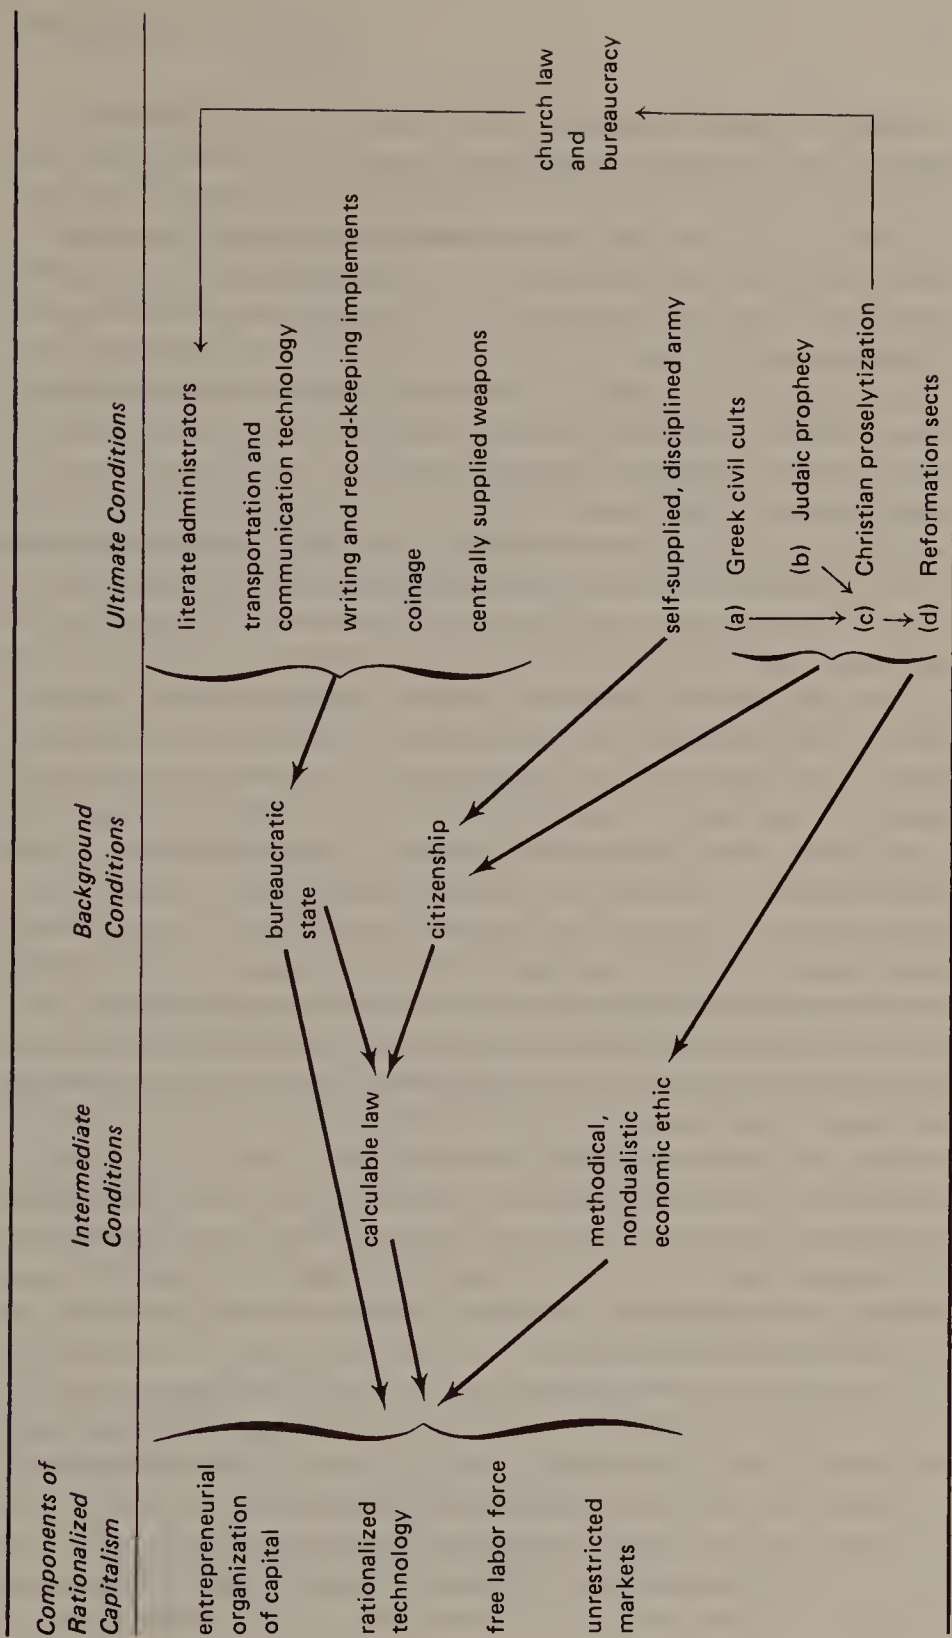 Components of
Rationalized
Capitalism
Intermediate
Conditions
Background
Conditions
Ultimate Conditions
entrepreneurial
organization
of capital
rationalized
technology
free labor force
unrestricted
markets
calculable law
methodical,
nondualistic
economic ethic
bureaucratic
state
citizenship
literate administrators
transportation and
communication technology
writing and record-keeping implements
coinage
centrally supplied weapons
self-supplied, disciplined army
(a) Greek civil cults
(b) Judaic prophecy
(c) Christian proselytization
(d) Reformation sects
church law
and
bureaucracy